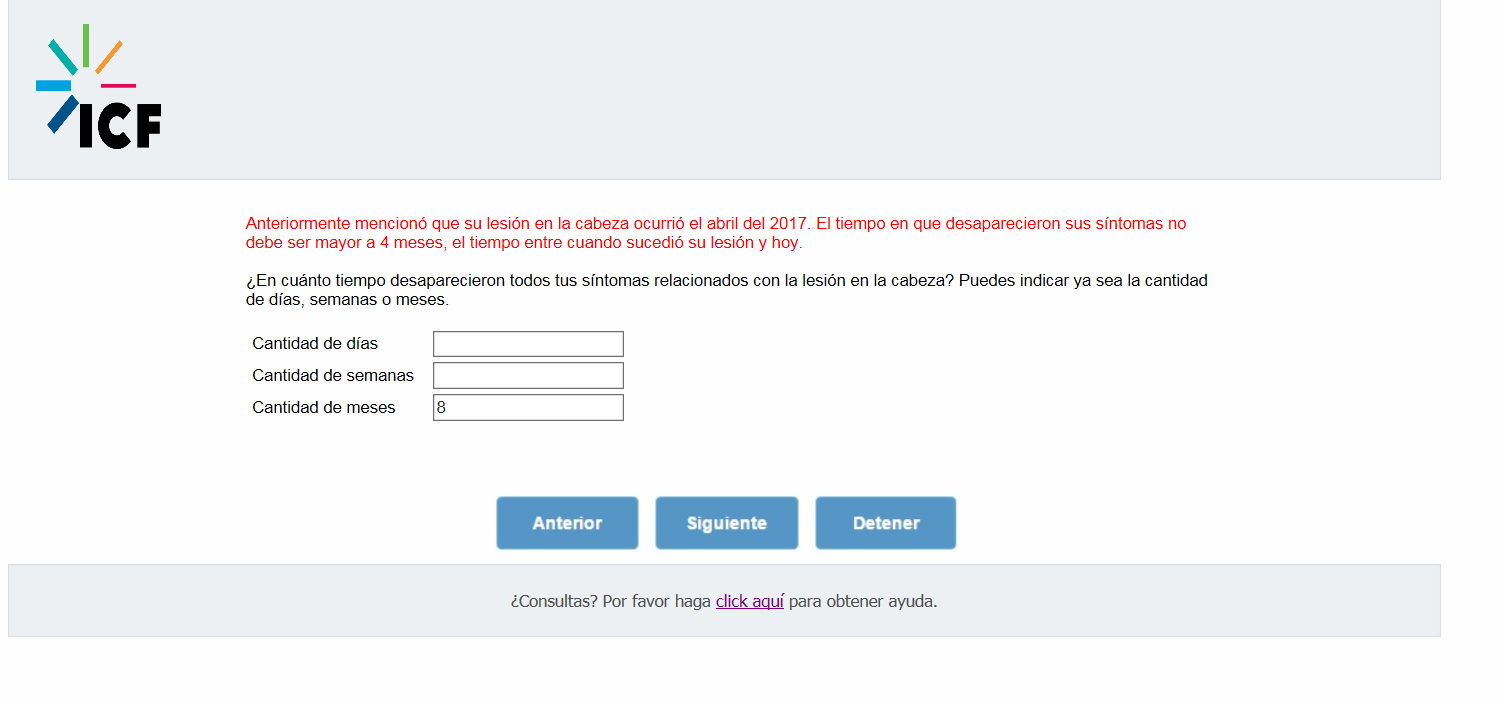 ICF
Anteriormente mencionó que su lesión en la cabeza ocurrió el abril del 2017. El tiempo en que desaparecieron sus síntomas no
debe ser mayor a 4 meses, el tiempo entre cuando sucedió su lesión y hoy.
¿En cuánto tiempo desaparecieron todos tus síntomas relacionados con la lesión en la cabeza? Puedes indicar ya sea la cantidad
de días, semanas o meses.
Cantidad de días
Cantidad de semanas
Cantidad de meses 8
Anterior Siguiente Detener
¿Consultas? Por favor haga click aquí para obtener ayuda.